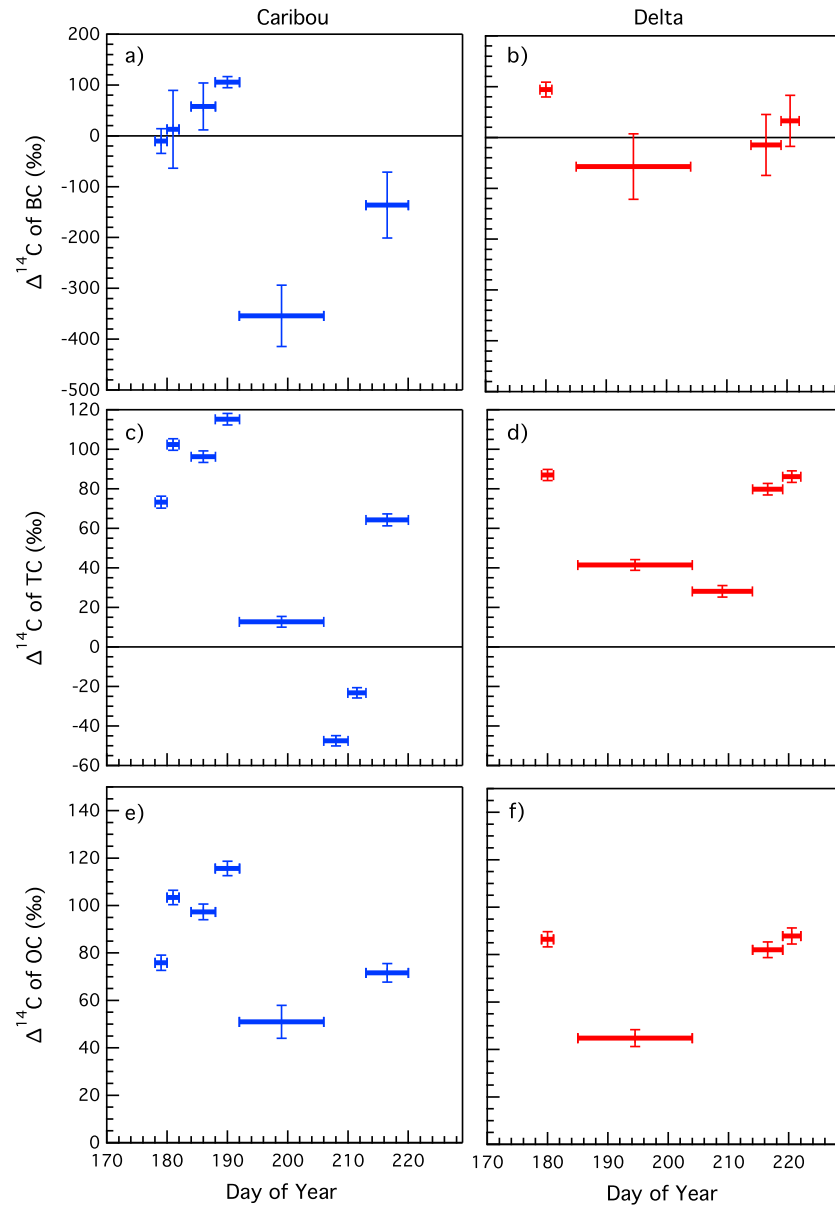 Caribou
Delta
a)
b)
200
100
0
-100
-200
-300
-400
-500
Δ¹⁴C of BC (‰)
c)
d)
120
100
80
60
40
20
0
-20
-40
-60
Δ¹⁴C of TC (‰)
e)
f)
140
120
100
80
60
40
20
0
Δ¹⁴C of OC (‰)
170 180 190 200 210 220
170 180 190 200 210 220
Day of Year
Day of Year